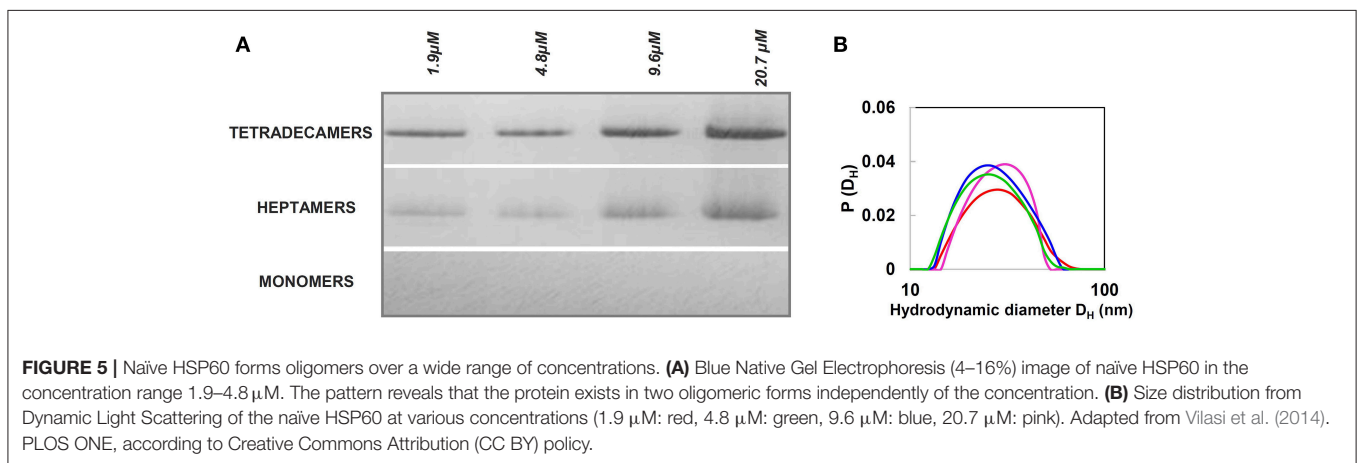 A
1.9µM
4.8µM
9.6µM
20.7 µM
TETRADECAMERS
HEPTAMERS
MONOMERS
B
P (D_H)
0.06
0.04
0.02
0
10
100
Hydrodynamic diameter D_H (nm)
FIGURE 5 | Naïve HSP60 forms oligomers over a wide range of concentrations. (A) Blue Native Gel Electrophoresis (4–16%) image of naïve HSP60 in the
concentration range 1.9–4.8 µM. The pattern reveals that the protein exists in two oligomeric forms independently of the concentration. (B) Size distribution from
Dynamic Light Scattering of the naïve HSP60 at various concentrations (1.9 µM: red, 4.8 µM: green, 9.6 µM: blue, 20.7 µM: pink). Adapted from Vilasi et al. (2014).
PLOS ONE, according to Creative Commons Attribution (CC BY) policy.